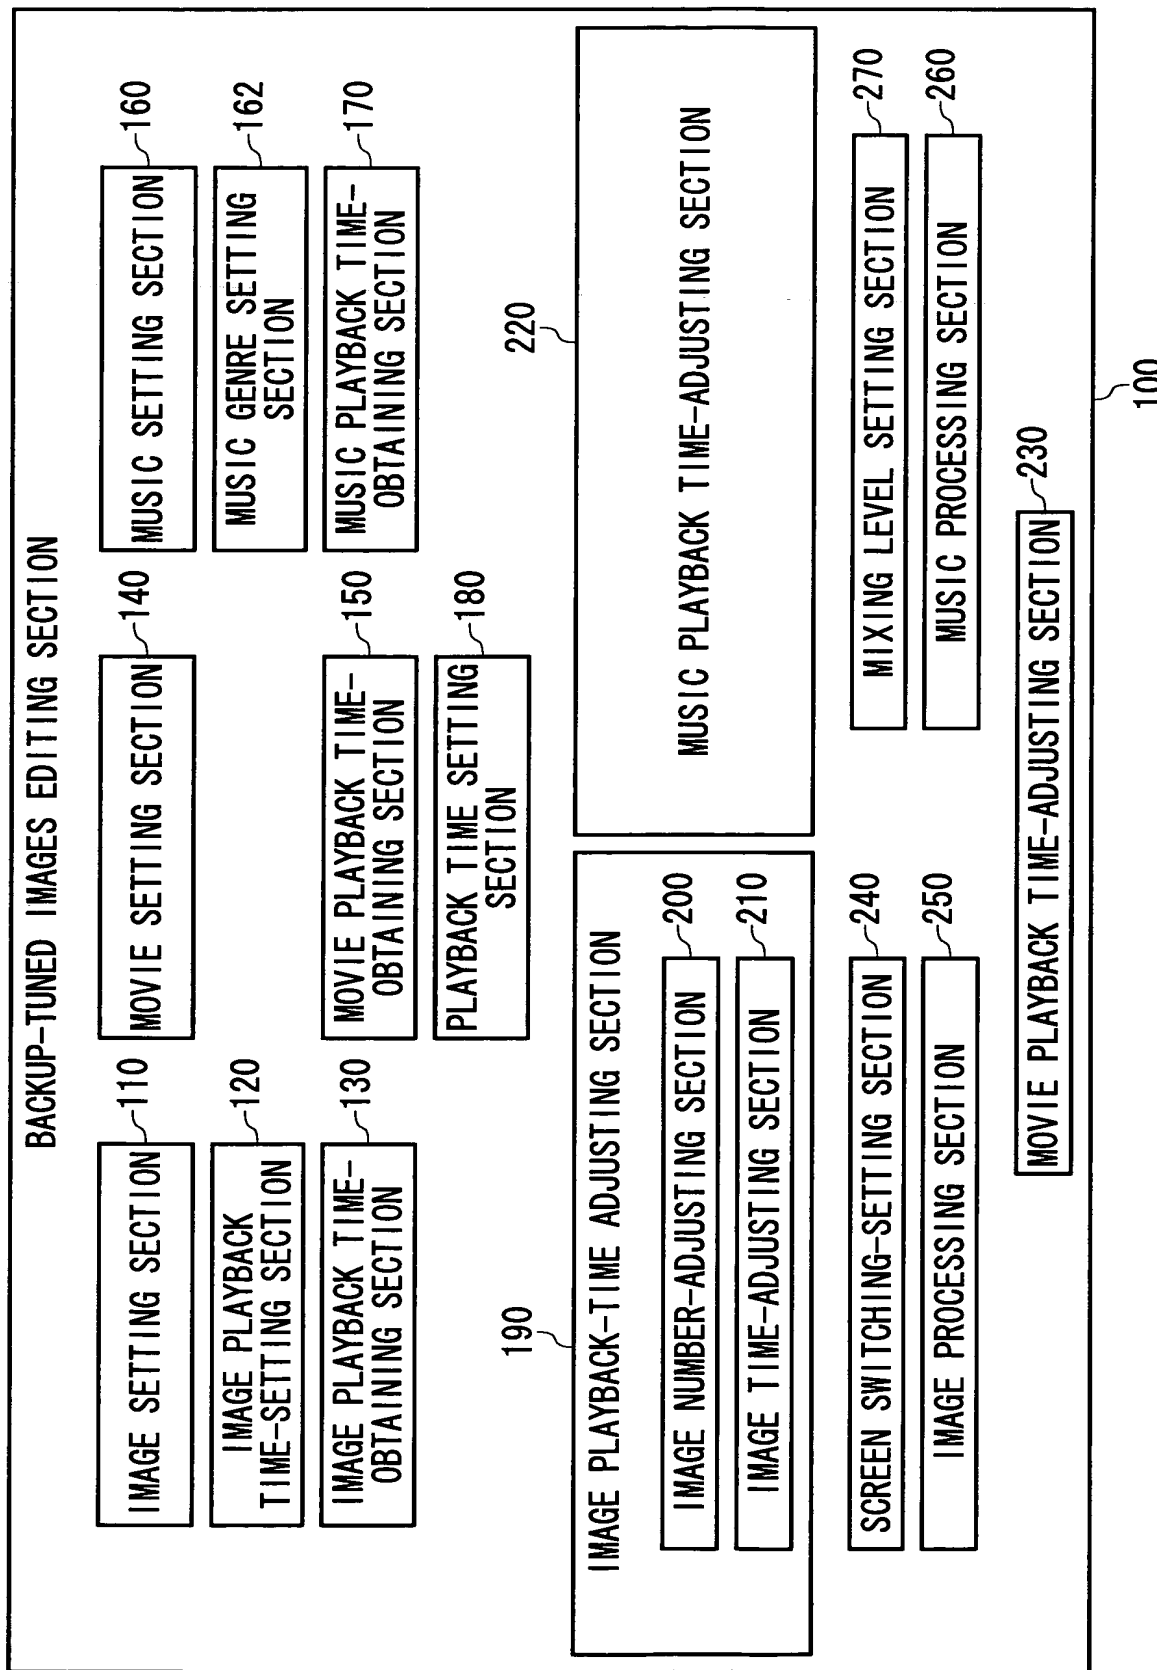 BACKUP-TUNED IMAGES EDITING SECTION
IMAGE SETTING SECTION
110
IMAGE PLAYBACK
TIME-SETTING SECTION
120
IMAGE PLAYBACK TIME-
OBTAINING SECTION
130
MOVIE SETTING SECTION
140
MOVIE PLAYBACK TIME-
OBTAINING SECTION
150
PLAYBACK TIME SETTING
SECTION
180
MUSIC SETTING SECTION
160
MUSIC GENRE SETTING
SECTION
162
MUSIC PLAYBACK TIME-
OBTAINING SECTION
170
190
IMAGE PLAYBACK-TIME ADJUSTING SECTION
IMAGE NUMBER-ADJUSTING SECTION
200
IMAGE TIME-ADJUSTING SECTION
210
220
MUSIC PLAYBACK TIME-ADJUSTING SECTION
SCREEN SWITCHING-SETTING SECTION
240
IMAGE PROCESSING SECTION
250
MIXING LEVEL SETTING SECTION
270
MUSIC PROCESSING SECTION
260
MOVIE PLAYBACK TIME-ADJUSTING SECTION
230
100